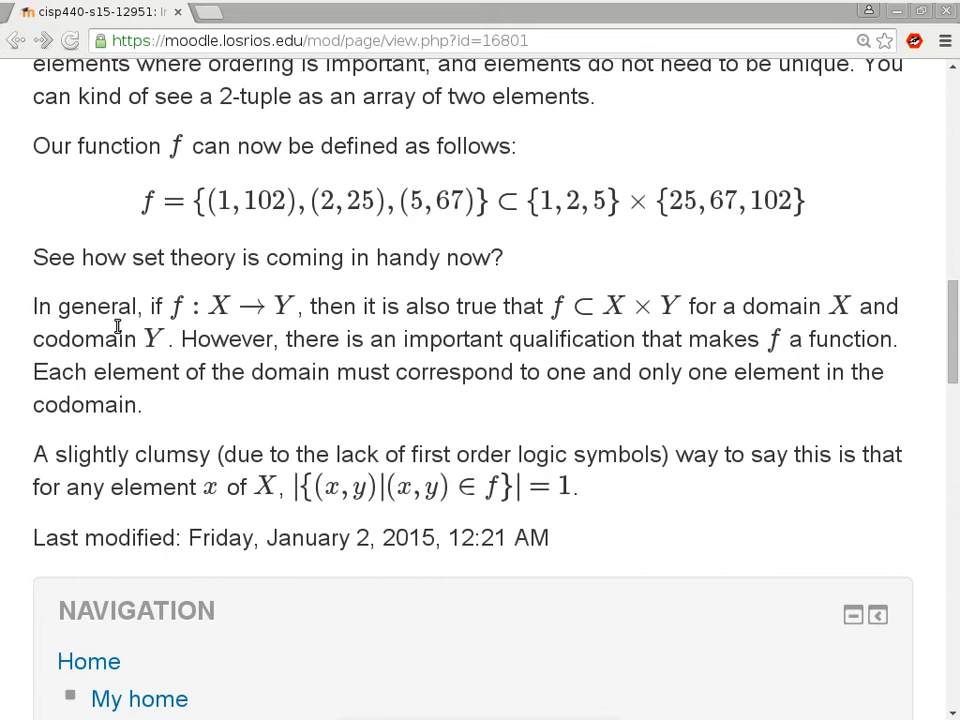 cisp440-s15-12951: I
https://moodle.losrios.edu/mod/page/view.php?id=16801
elements where ordering is important, and elements do not need to be unique. You
can kind of see a 2-tuple as an array of two elements.
Our function f can now be defined as follows:
f = {(1, 102), (2, 25), (5, 67)} ⊂ {1, 2, 5} × {25, 67, 102}
See how set theory is coming in handy now?
In general, if f : X → Y, then it is also true that f ⊂ X × Y for a domain X and
codomain Y . However, there is an important qualification that makes f a function.
Each element of the domain must correspond to one and only one element in the
codomain.
A slightly clumsy (due to the lack of first order logic symbols) way to say this is that
for any element x of X, |{(x, y)|(x, y) ∈ f}| = 1.
Last modified: Friday, January 2, 2015, 12:21 AM
NAVIGATION
Home
My home